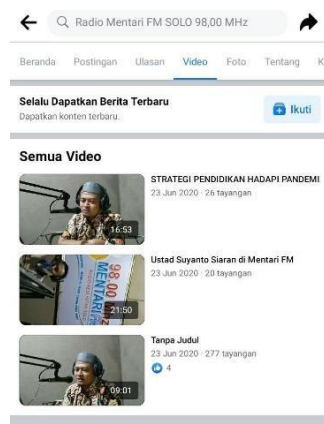 Radio Mentari FM SOLO 98,00 MHz
Beranda Postingan Ulasan Video Foto Tentang K
Selalu Dapatkan Berita Terbaru
Dapatkan konten terbaru.
Ikuti
Semua Video
STRATEGI PENDIDIKAN HADAPI PANDEMI
23 Jun 2020 · 26 tayangan
16:53
Ustad Suyanto Siaran di Mentari FM
23 Jun 2020 · 20 tayangan
98.00
MENTARI
21:50
Tanpa Judul
23 Jun 2020 · 277 tayangan
4
09:01